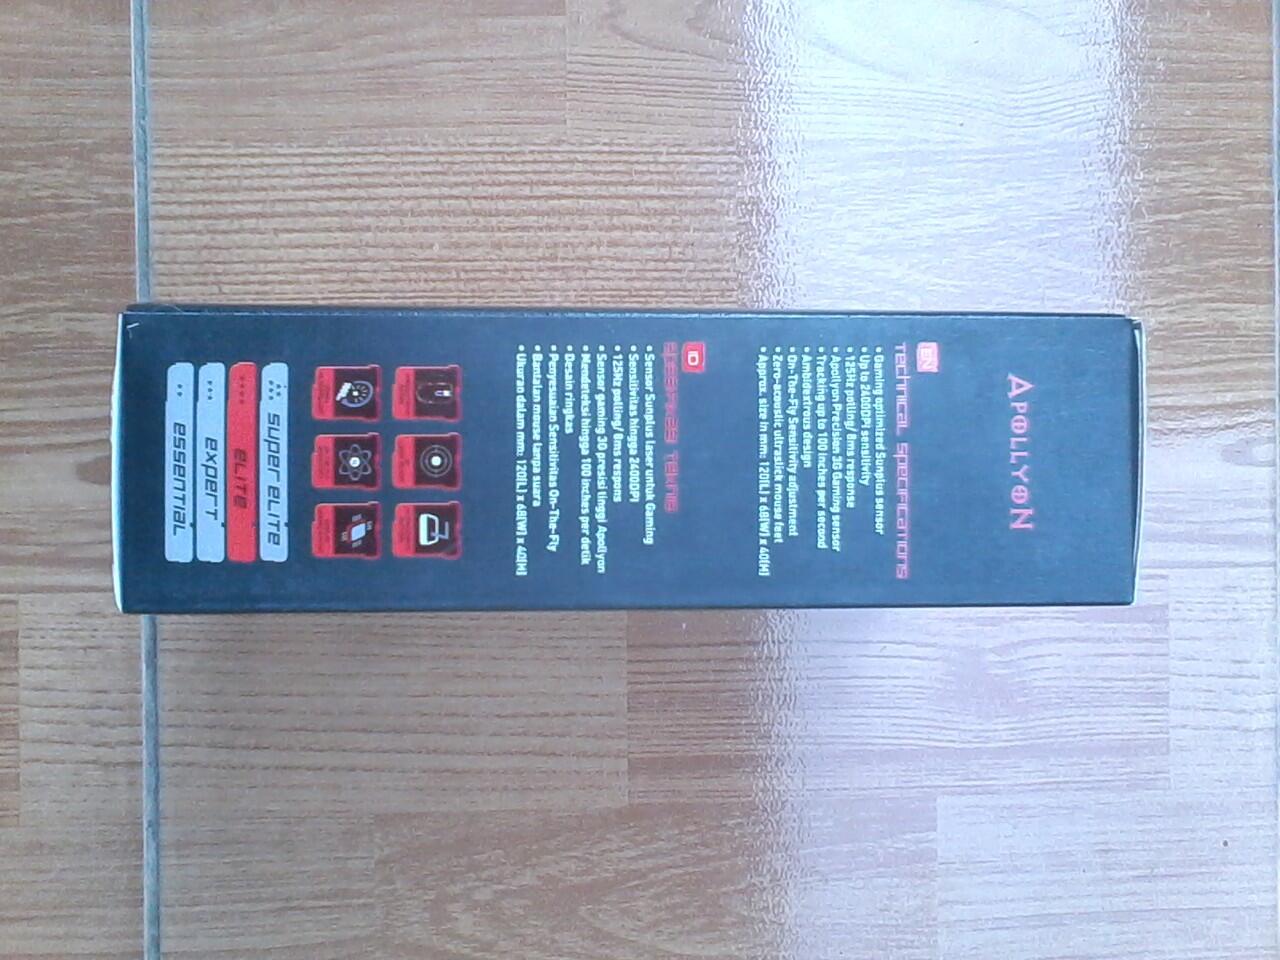 APOLLYON
EN
Technical Specifications
• Gaming optimized Sunplus sensor
• Up to 2400DPI sensitivity
• 125Hz polling/ 8ms response
• Apollyon Precision 3G Gaming sensor
• Tracking up to 100 inches per second
• Ambidextrous design
• On-The-Fly Sensitivity adjustment
• Zero-acoustic ultraslick mouse feet
• Approx. size in mm: 120(L) x 68(W) x 40(H)
ID
Spesifikasi Teknis
• Sensor Sunplus laser untuk Gaming
• Sensitivitas hingga 2400DPI
• 125Hz polling/ 8ms respons
Sensor gaming 3G presisi tinggi Apollyon
• Mendeteksi hingga 100 inches per detik
• Desain ringkas
• Penyesuaian Sensitivitas On-The-Fly
• Bantalan mouse tanpa suara
• Ukuran dalam mm: 120(L) x 68(W) x 40(H)
super elite
elite
expert
essential